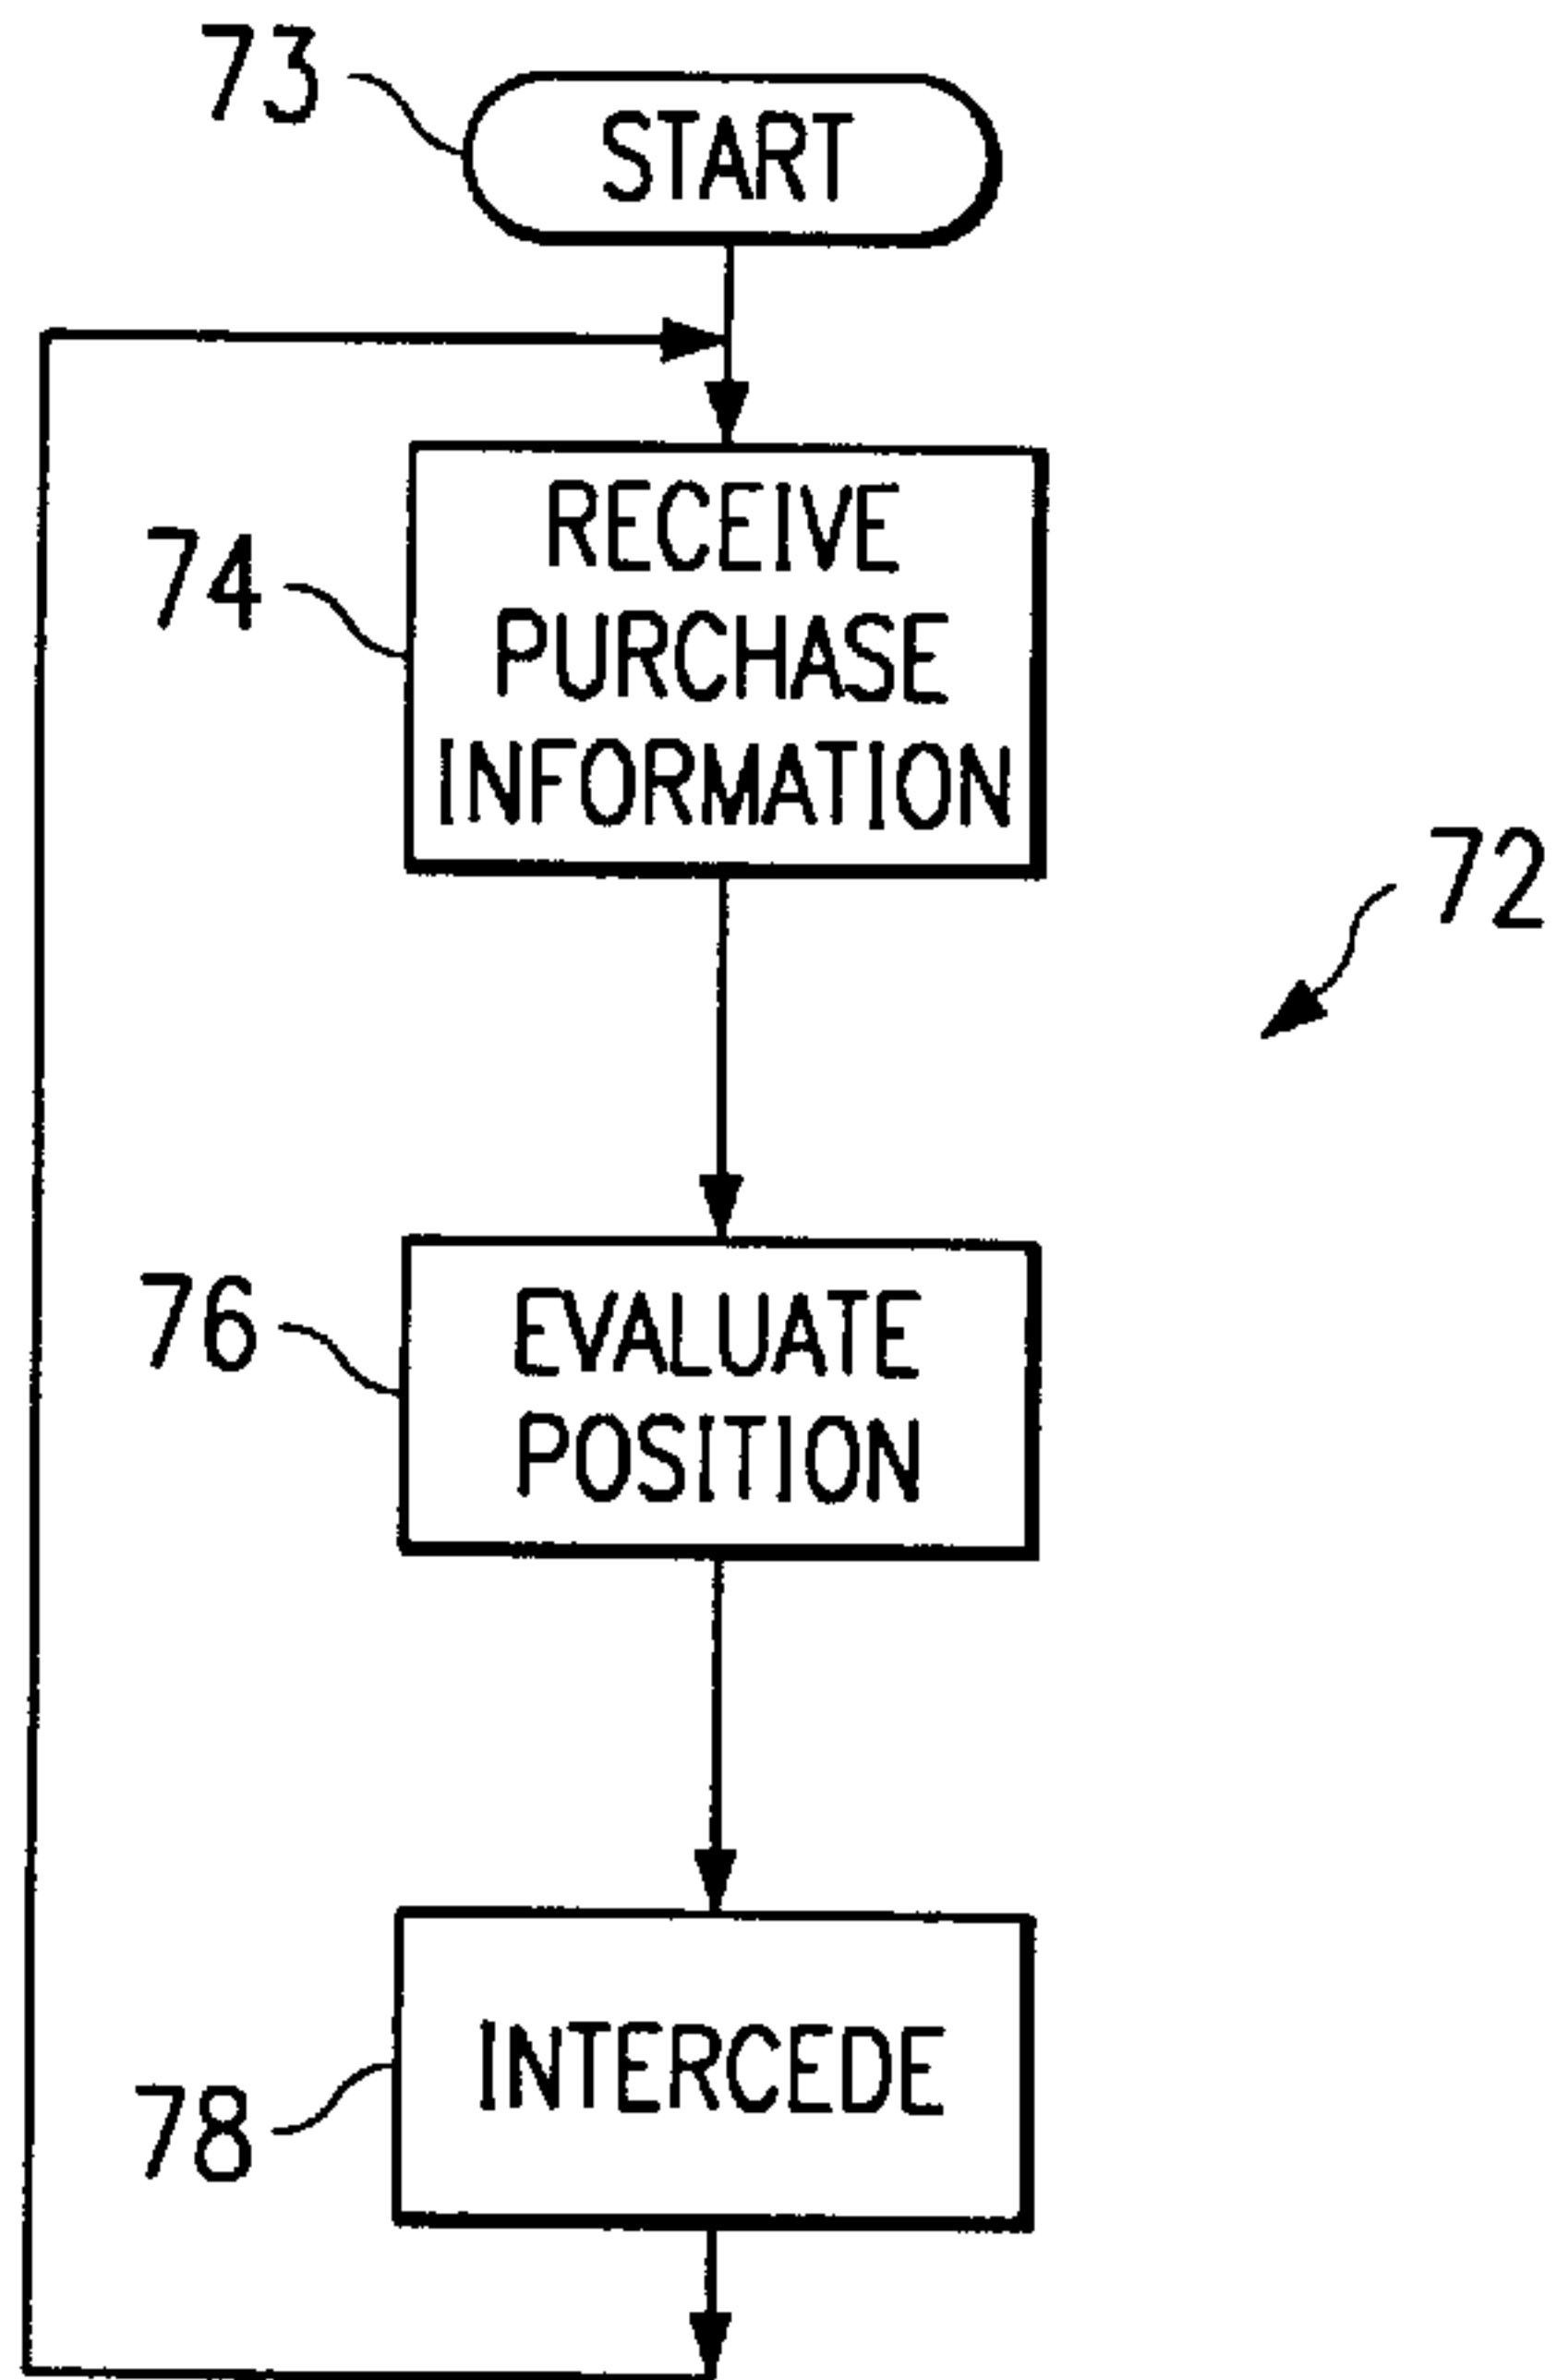 73
START
74
RECEIVE
PURCHASE
INFORMATION
72
76
EVALUATE
POSITION
78
INTERCEDE